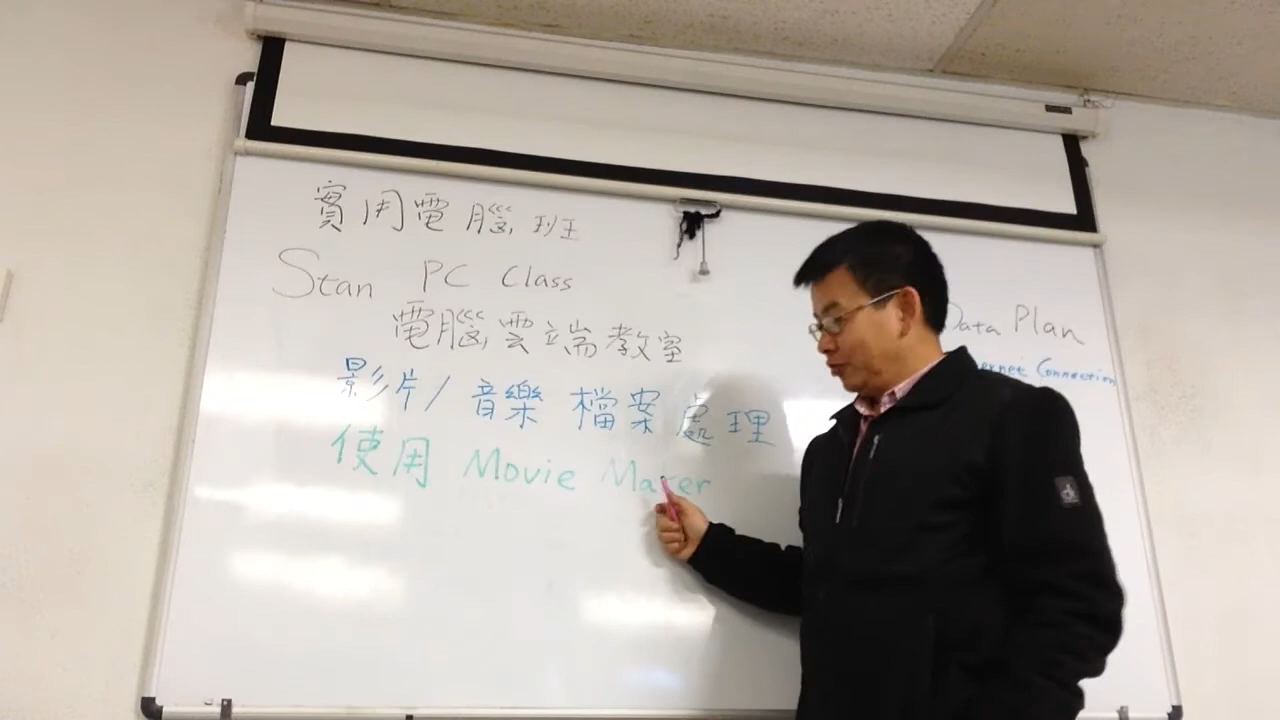 實用電腦班
Stan PC Class
電腦雲端教室
影片/音樂 檔案處理
使用 Movie Maker
Data Plan
Connection